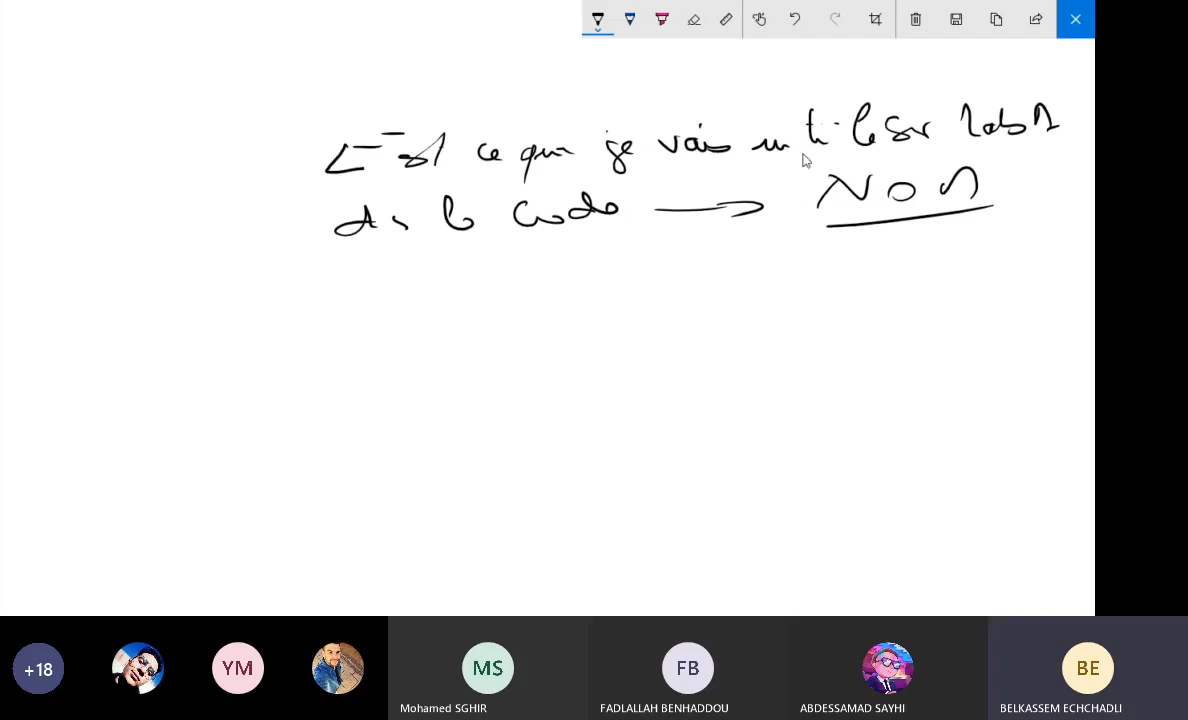 Est ce que je vais utiliser
ds le code → Non
+18
YM
MS
FB
BE
Mohamed SGHIR
FADLALLAH BENHADDOU
ABDESSAMAD SAYHI
BELKASSEM ECHCHADLI